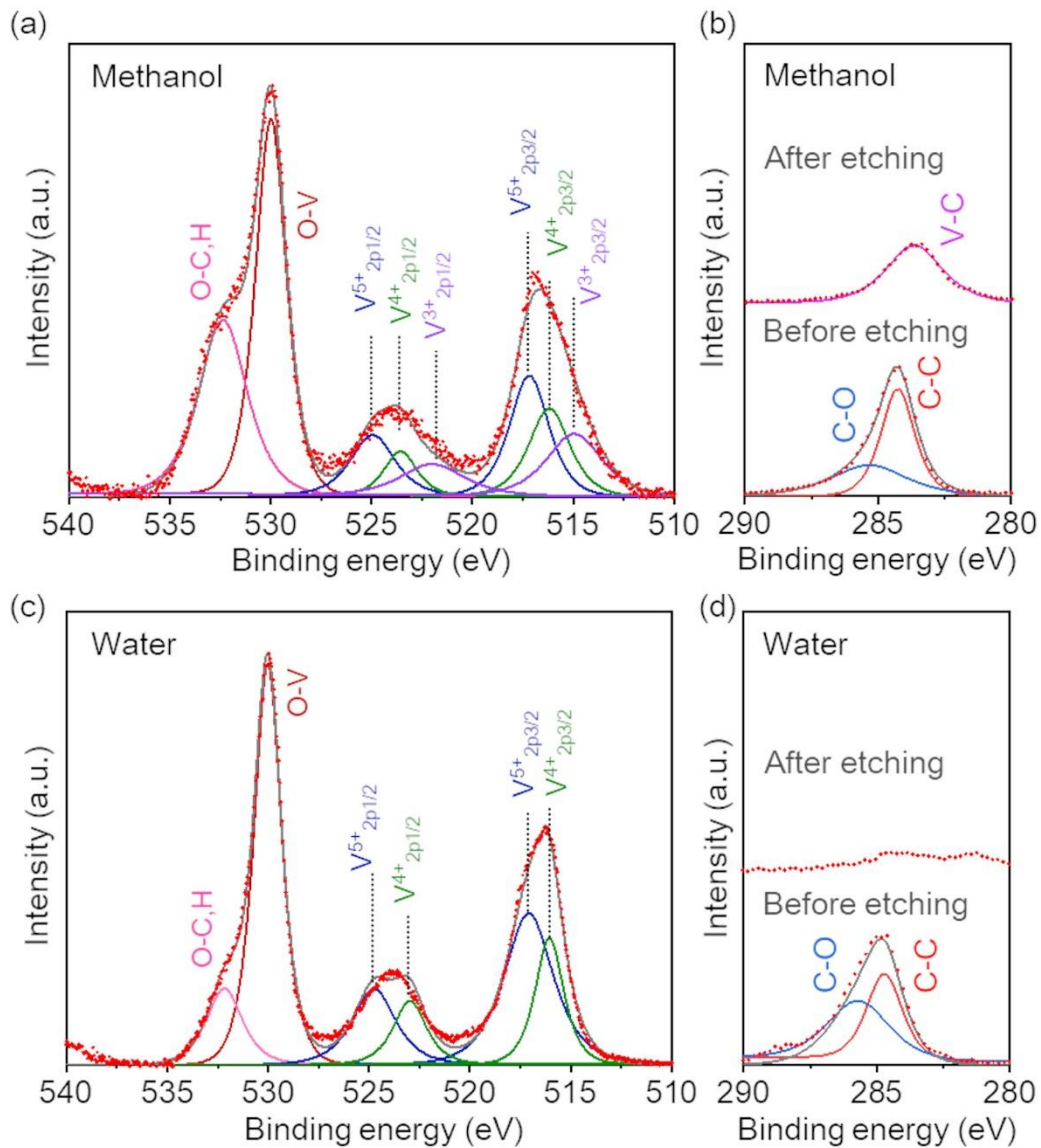 (a)
Methanol
O-C,H
O-V
V5+2p1/2
V4+2p1/2
V3+2p1/2
V5+2p3/2
V4+2p3/2
V3+2p3/2
Intensity (a.u.)
540 535 530 525 520 515 510
Binding energy (eV)
(b)
Methanol
After etching
V-C
Before etching
C-O
C-C
Intensity (a.u.)
290 285 280
Binding energy (eV)
(c)
Water
O-C,H
O-V
V5+2p1/2
V4+2p1/2
V5+2p3/2
V4+2p3/2
Intensity (a.u.)
540 535 530 525 520 515 510
Binding energy (eV)
(d)
Water
After etching
Before etching
C-O
C-C
Intensity (a.u.)
290 285 280
Binding energy (eV)